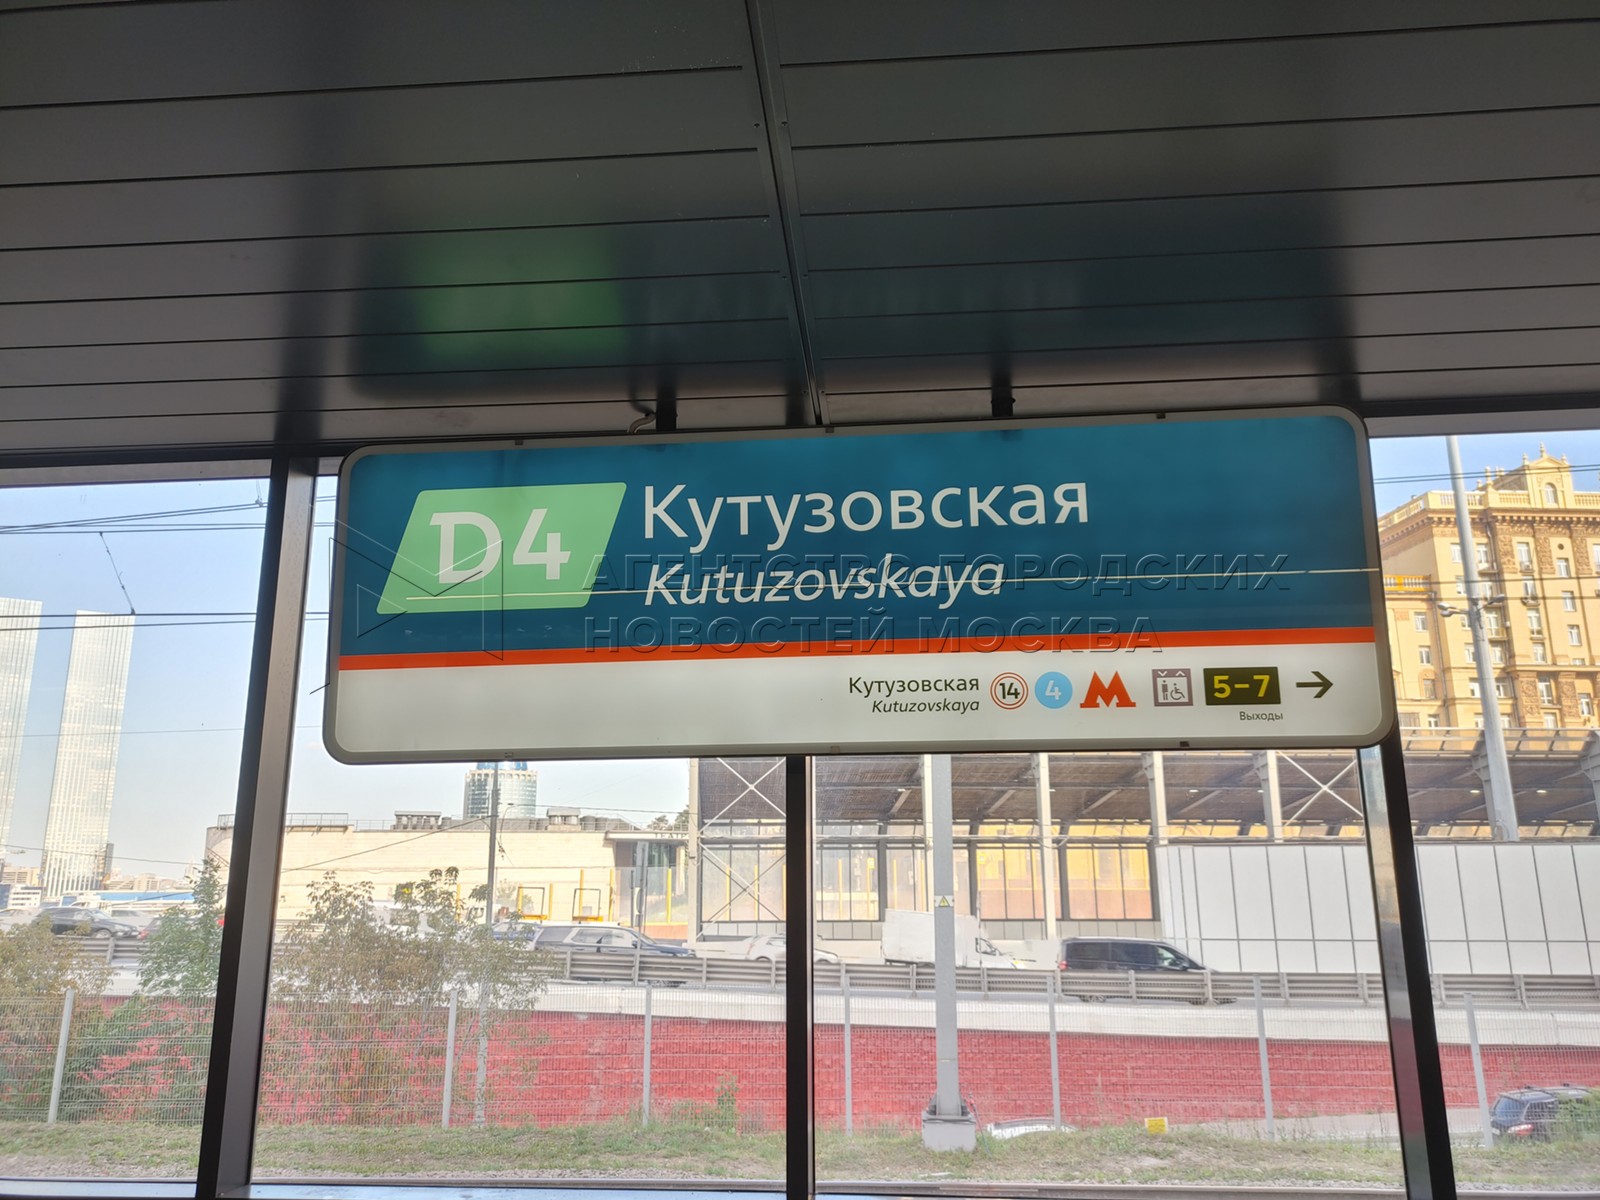 D4 Кутузовская
Kutuzovskaya
АГЕНТСТВО ГОРОДСКИХ
НОВОСТЕЙ МОСКВА
Кутузовская 14 4 М 5-7
Kutuzovskaya
Выходы